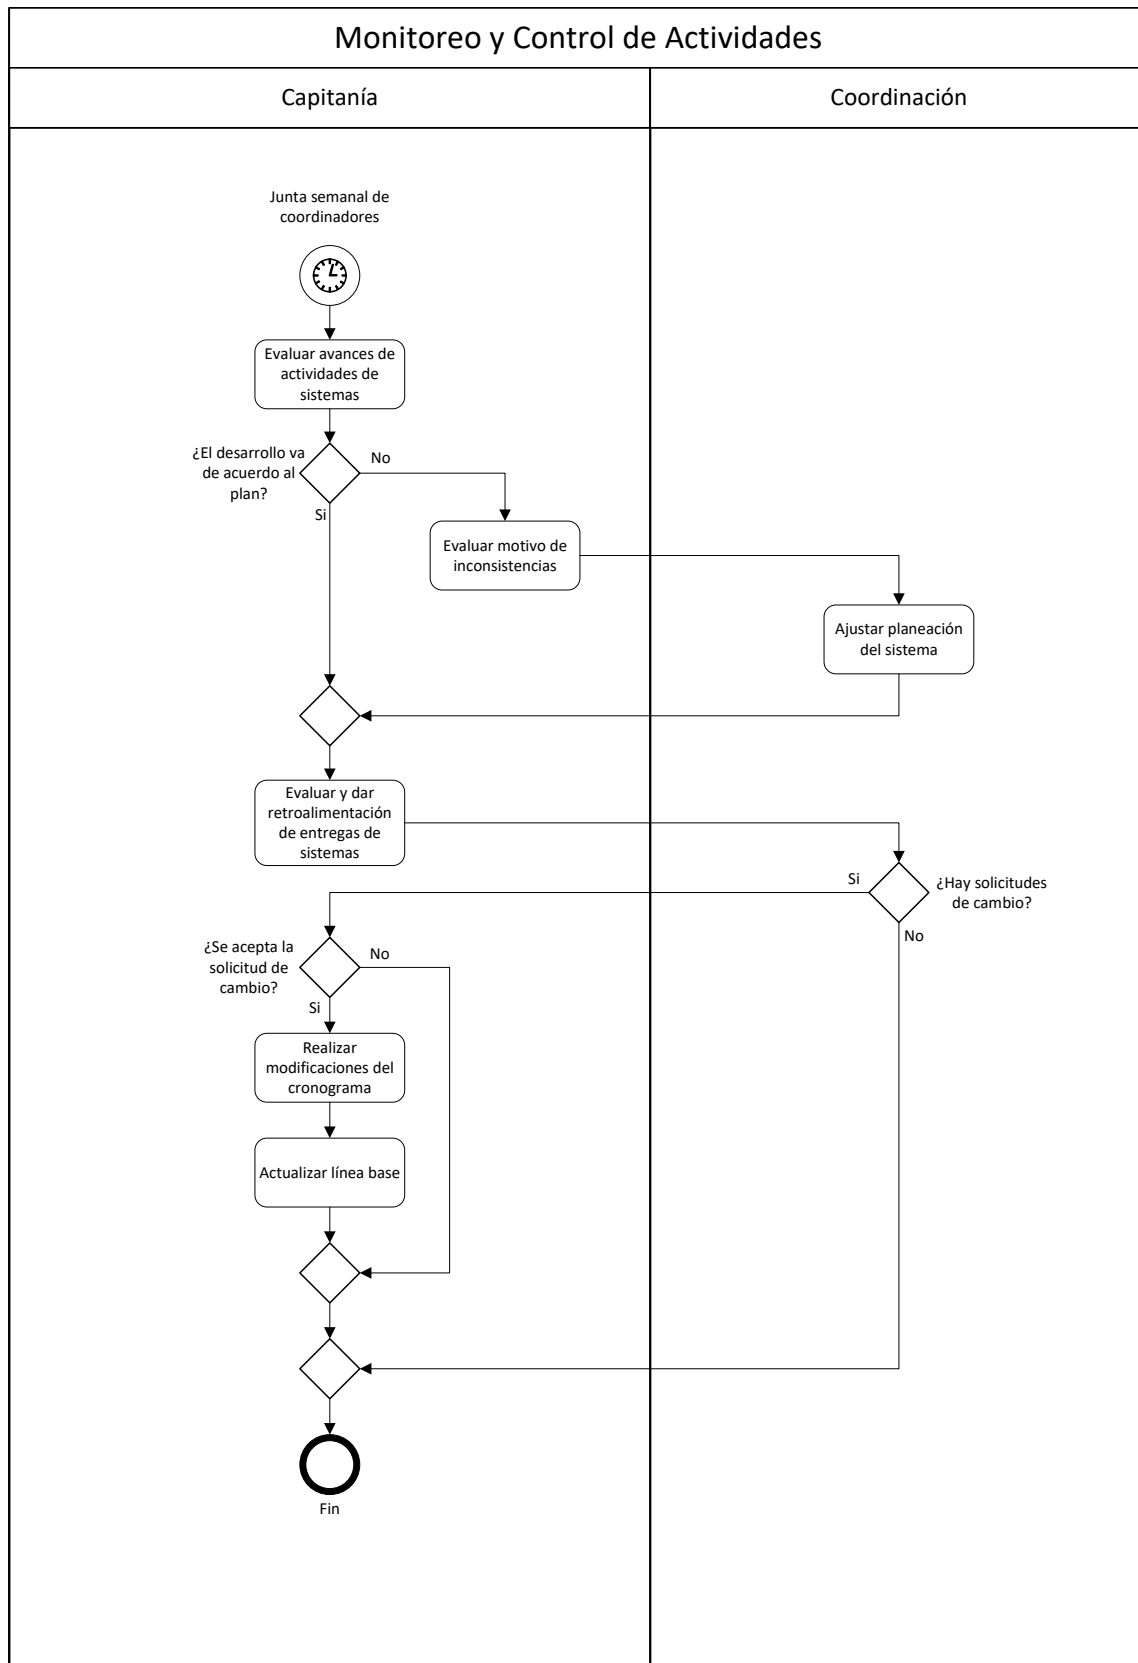 Monitoreo y Control de Actividades
Capitanía
Coordinación
Junta semanal de
coordinadores
Evaluar avances de
actividades de
sistemas
¿El desarrollo va
de acuerdo al
plan?
No
Si
Evaluar motivo de
inconsistencias
Ajustar planeación
del sistema
Evaluar y dar
retroalimentación
de entregas de
sistemas
Si
¿Hay solicitudes
de cambio?
No
¿Se acepta la
solicitud de
cambio?
No
Si
Realizar
modificaciones del
cronograma
Actualizar línea base
Fin